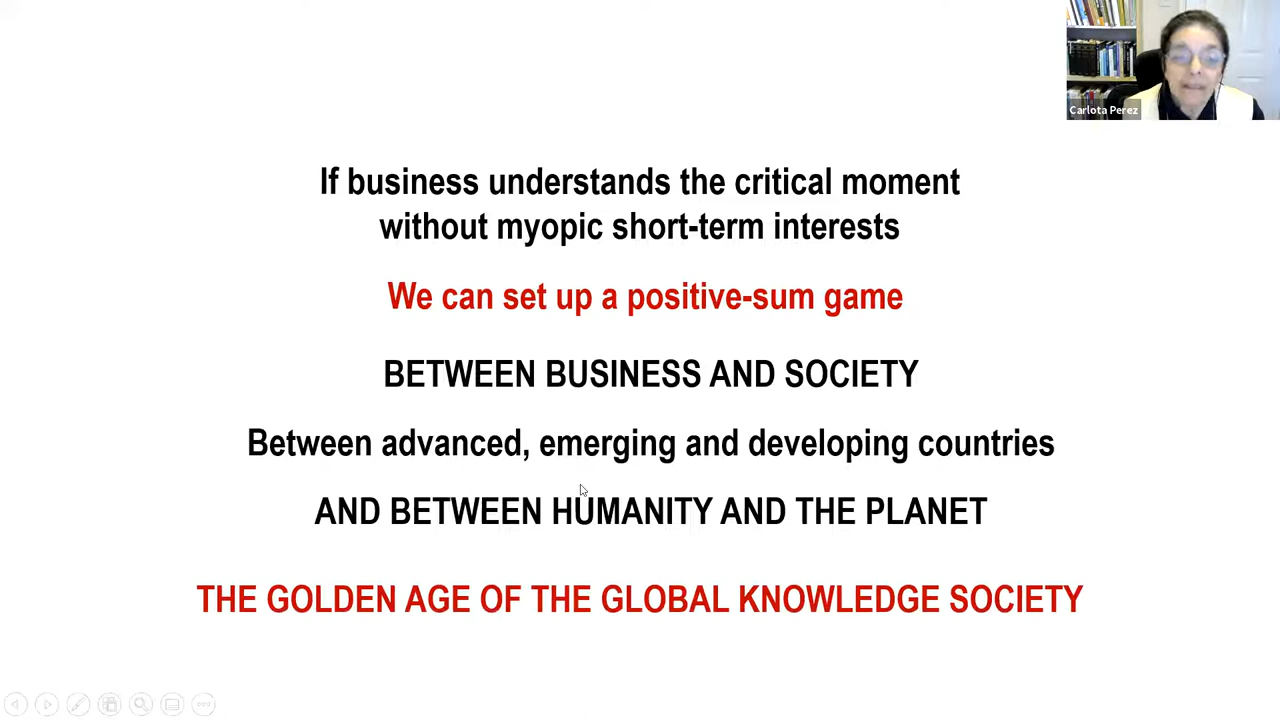 Carlota Perez
If business understands the critical moment
without myopic short-term interests
We can set up a positive-sum game
BETWEEN BUSINESS AND SOCIETY
Between advanced, emerging and developing countries
AND BETWEEN HUMANITY AND THE PLANET
THE GOLDEN AGE OF THE GLOBAL KNOWLEDGE SOCIETY